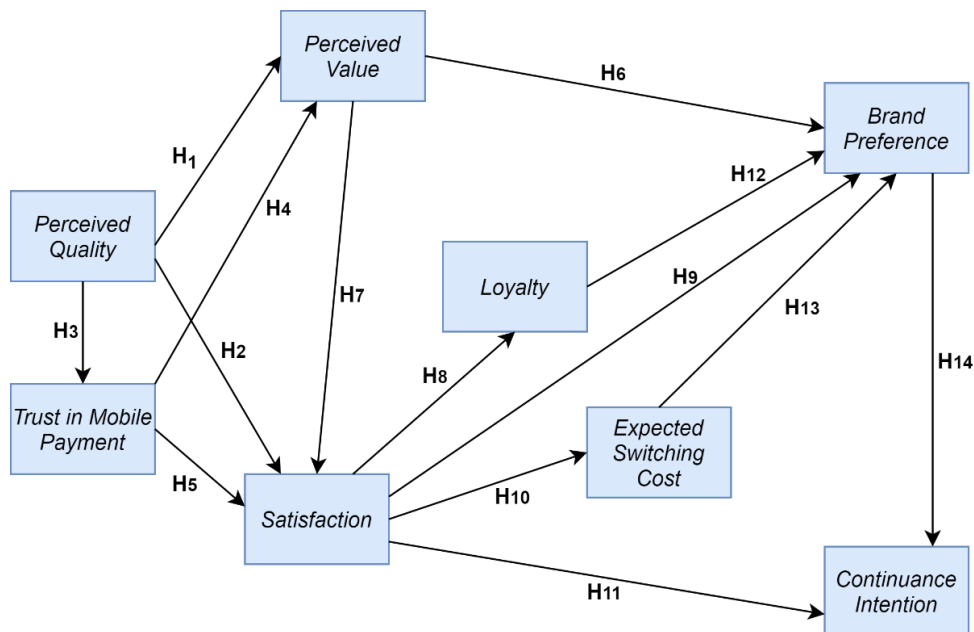 Perceived
Value
H6
Brand
Preference
H1
H12
H4
Perceived
Quality
H7
H9
Loyalty
H13
H3
H2
H14
H8
Trust in Mobile
Payment
Expected
Switching
Cost
H5
H10
Satisfaction
H11
Continuance
Intention